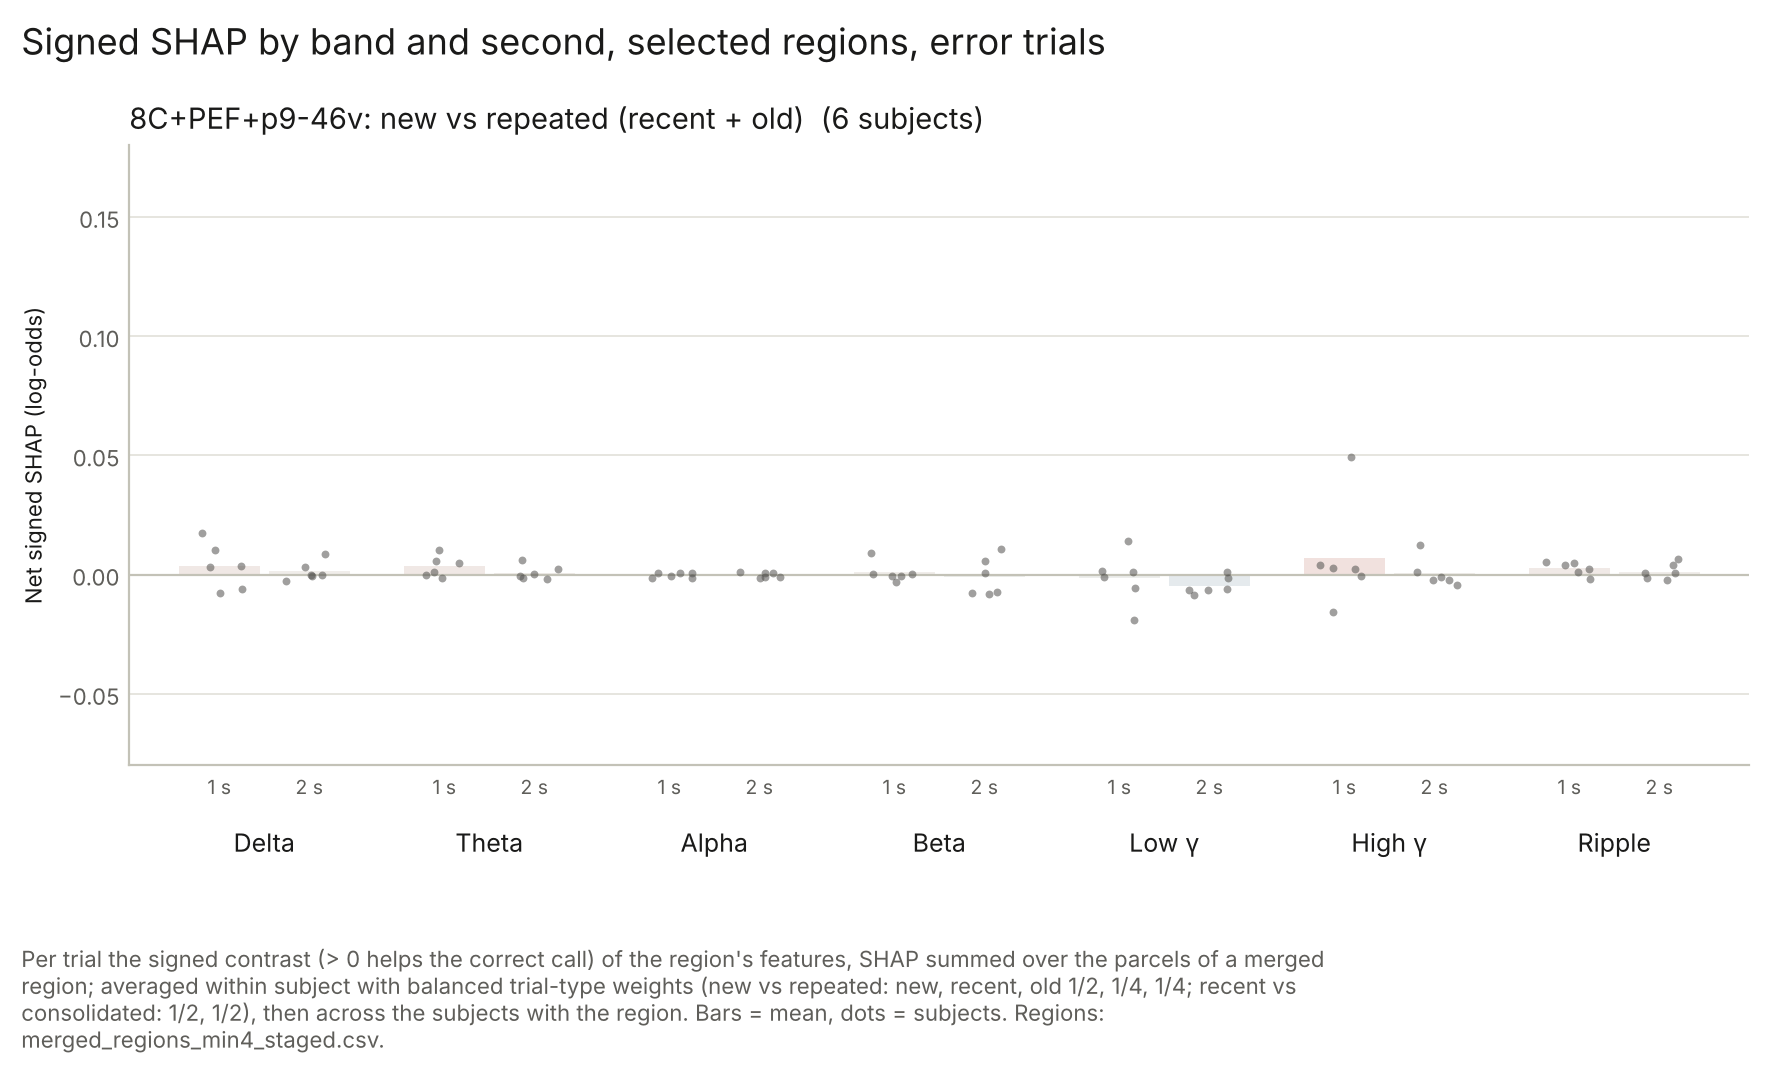 Signed SHAP by band and second, selected regions, error trials
8C+PEF+p9-46v: new vs repeated (recent + old)  (6 subjects)
Net signed SHAP (log-odds)
0.15
0.10
0.05
0.00
−0.05
1 s 2 s 1 s 2 s 1 s 2 s 1 s 2 s 1 s 2 s 1 s 2 s 1 s 2 s
Delta Theta Alpha Beta Low γ High γ Ripple
Per trial the signed contrast (> 0 helps the correct call) of the region's features, SHAP summed over the parcels of a merged
region; averaged within subject with balanced trial-type weights (new vs repeated: new, recent, old 1/2, 1/4, 1/4; recent vs
consolidated: 1/2, 1/2), then across the subjects with the region. Bars = mean, dots = subjects. Regions:
merged_regions_min4_staged.csv.